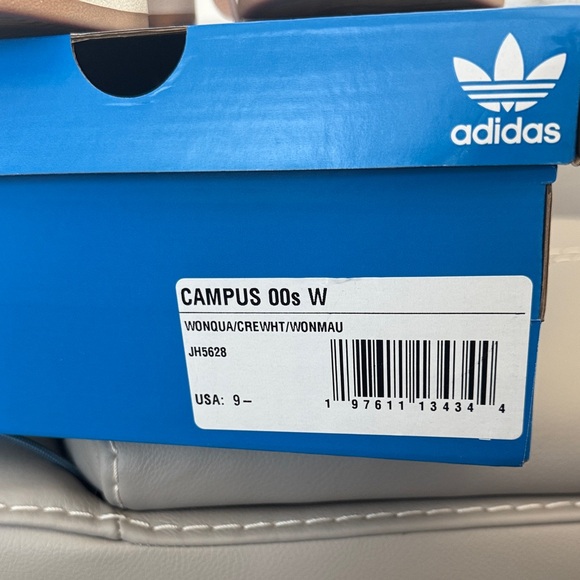 adidas
CAMPUS 00s W
WONQUA/CREWHT/WONMAU
JH5628
USA: 9-
1 97611 13434 4